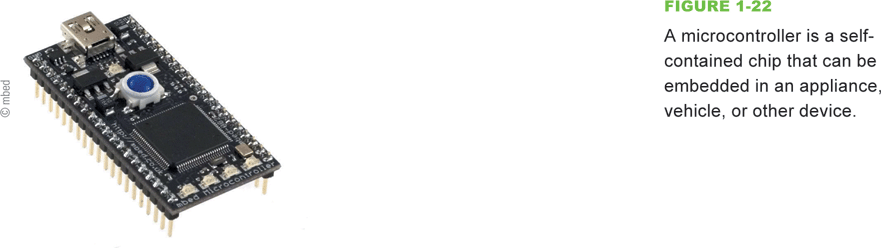 © mbed
mbed Microcontroller
FIGURE 1-22
A microcontroller is a self-
contained chip that can be
embedded in an appliance,
vehicle, or other device.